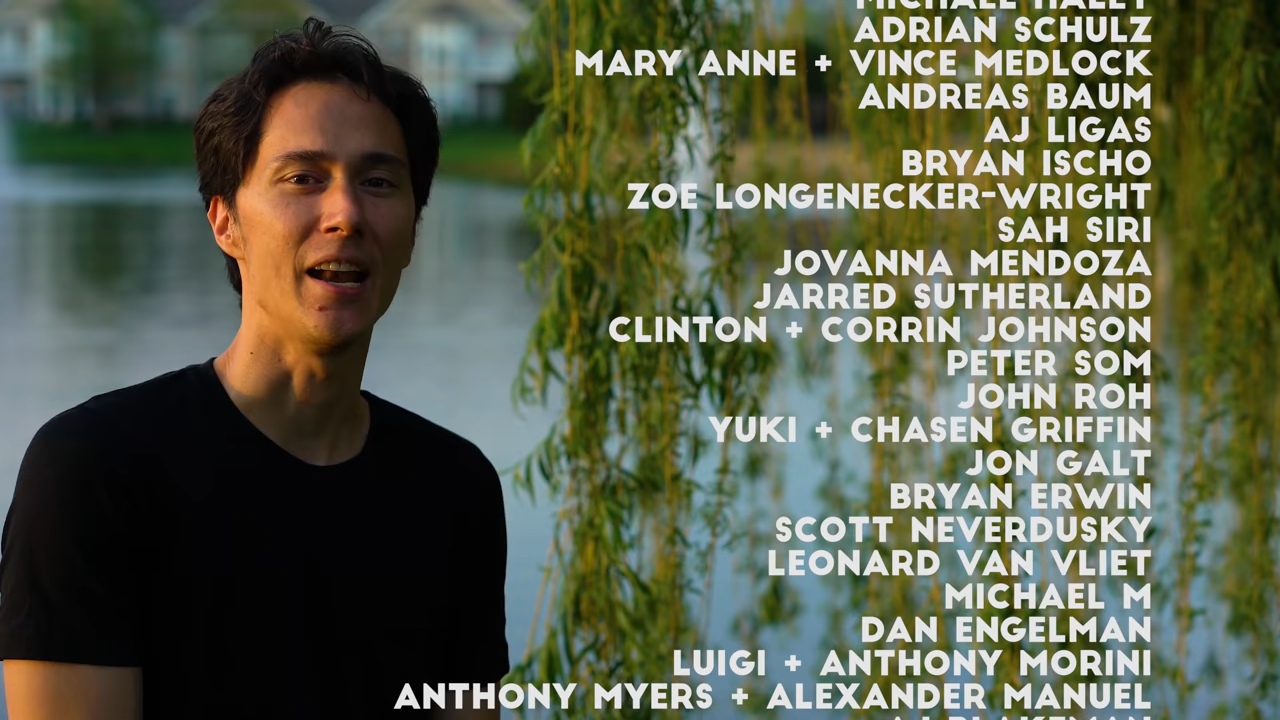 MICHAEL HALEY
ADRIAN SCHULZ
MARY ANNE + VINCE MEDLOCK
ANDREAS BAUM
AJ LIGAS
BRYAN ISCHO
ZOE LONGENECKER-WRIGHT
SAH SIRI
JOVANNA MENDOZA
JARRED SUTHERLAND
CLINTON + CORRIN JOHNSON
PETER SOM
JOHN ROH
YUKI + CHASEN GRIFFIN
JON GALT
BRYAN ERWIN
SCOTT NEVERDUSKY
LEONARD VAN VLIET
MICHAEL M
DAN ENGELMAN
LUIGI + ANTHONY MORINI
ANTHONY MYERS + ALEXANDER MANUEL